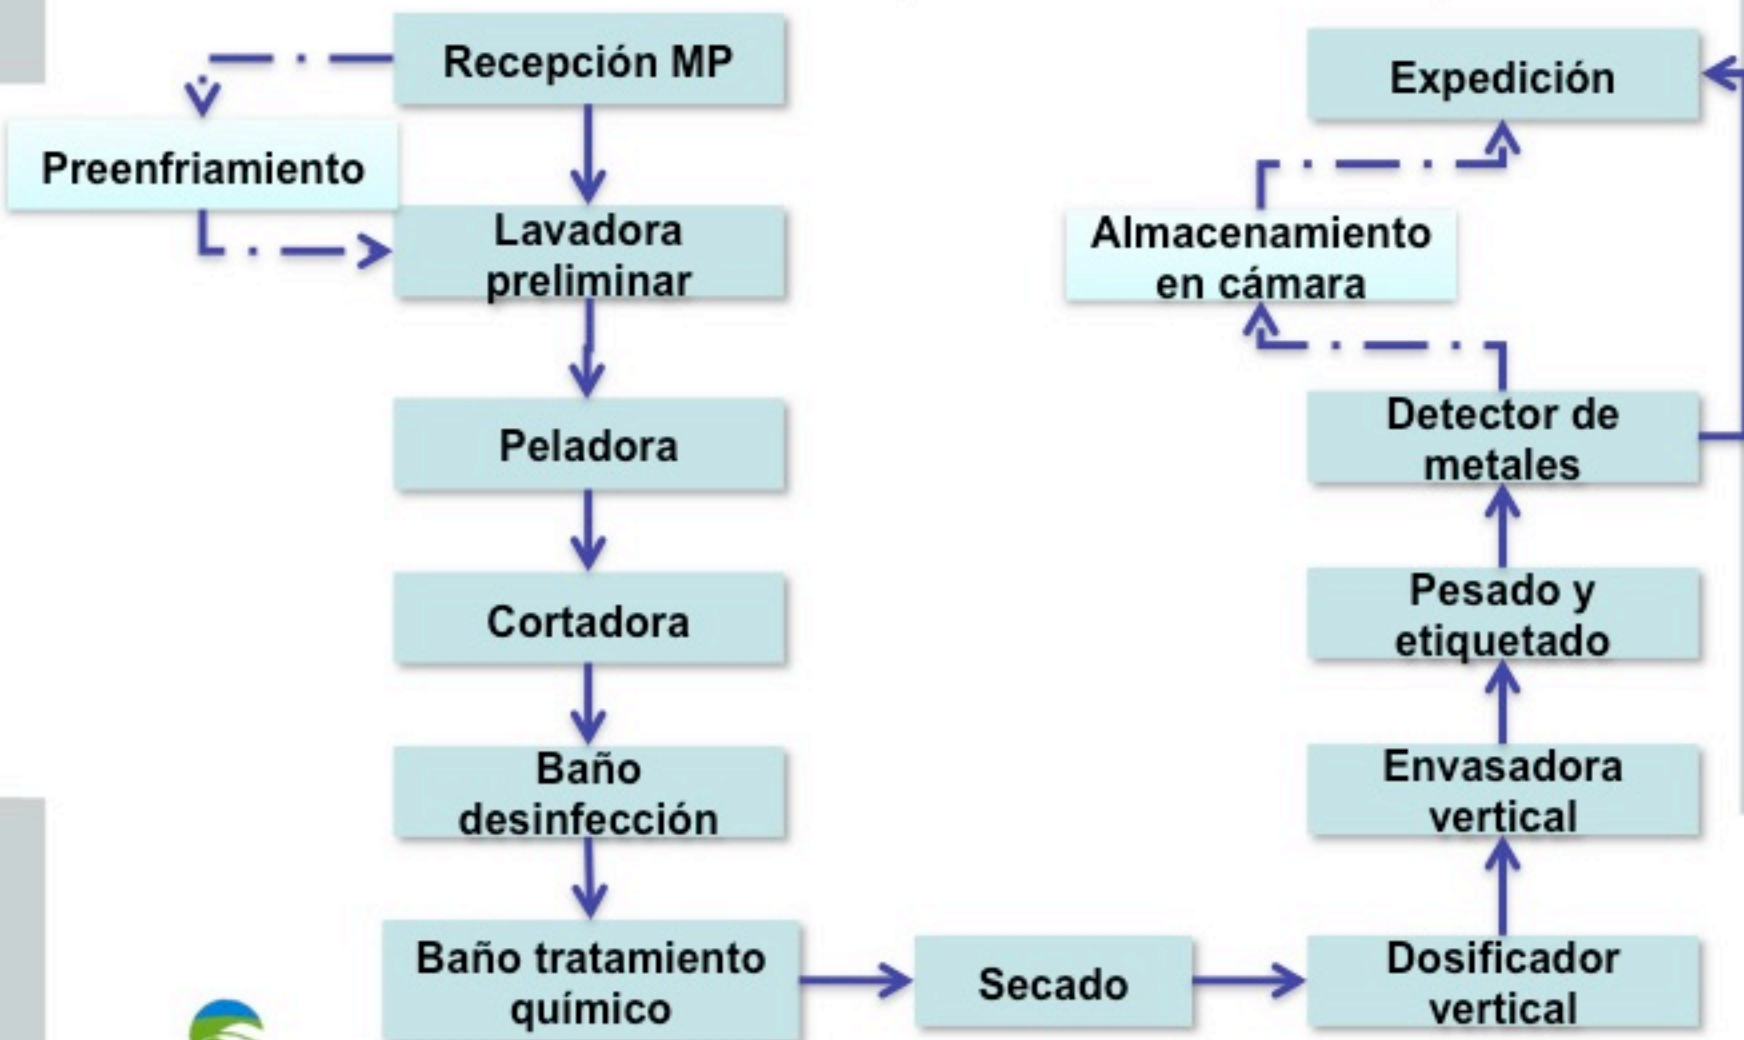 Recepción MP
Preenfriamiento
Lavadora
preliminar
Peladora
Cortadora
Baño
desinfección
Baño tratamiento
químico
Secado
Dosificador
vertical
Envasadora
vertical
Pesado y
etiquetado
Detector de
metales
Almacenamiento
en cámara
Expedición